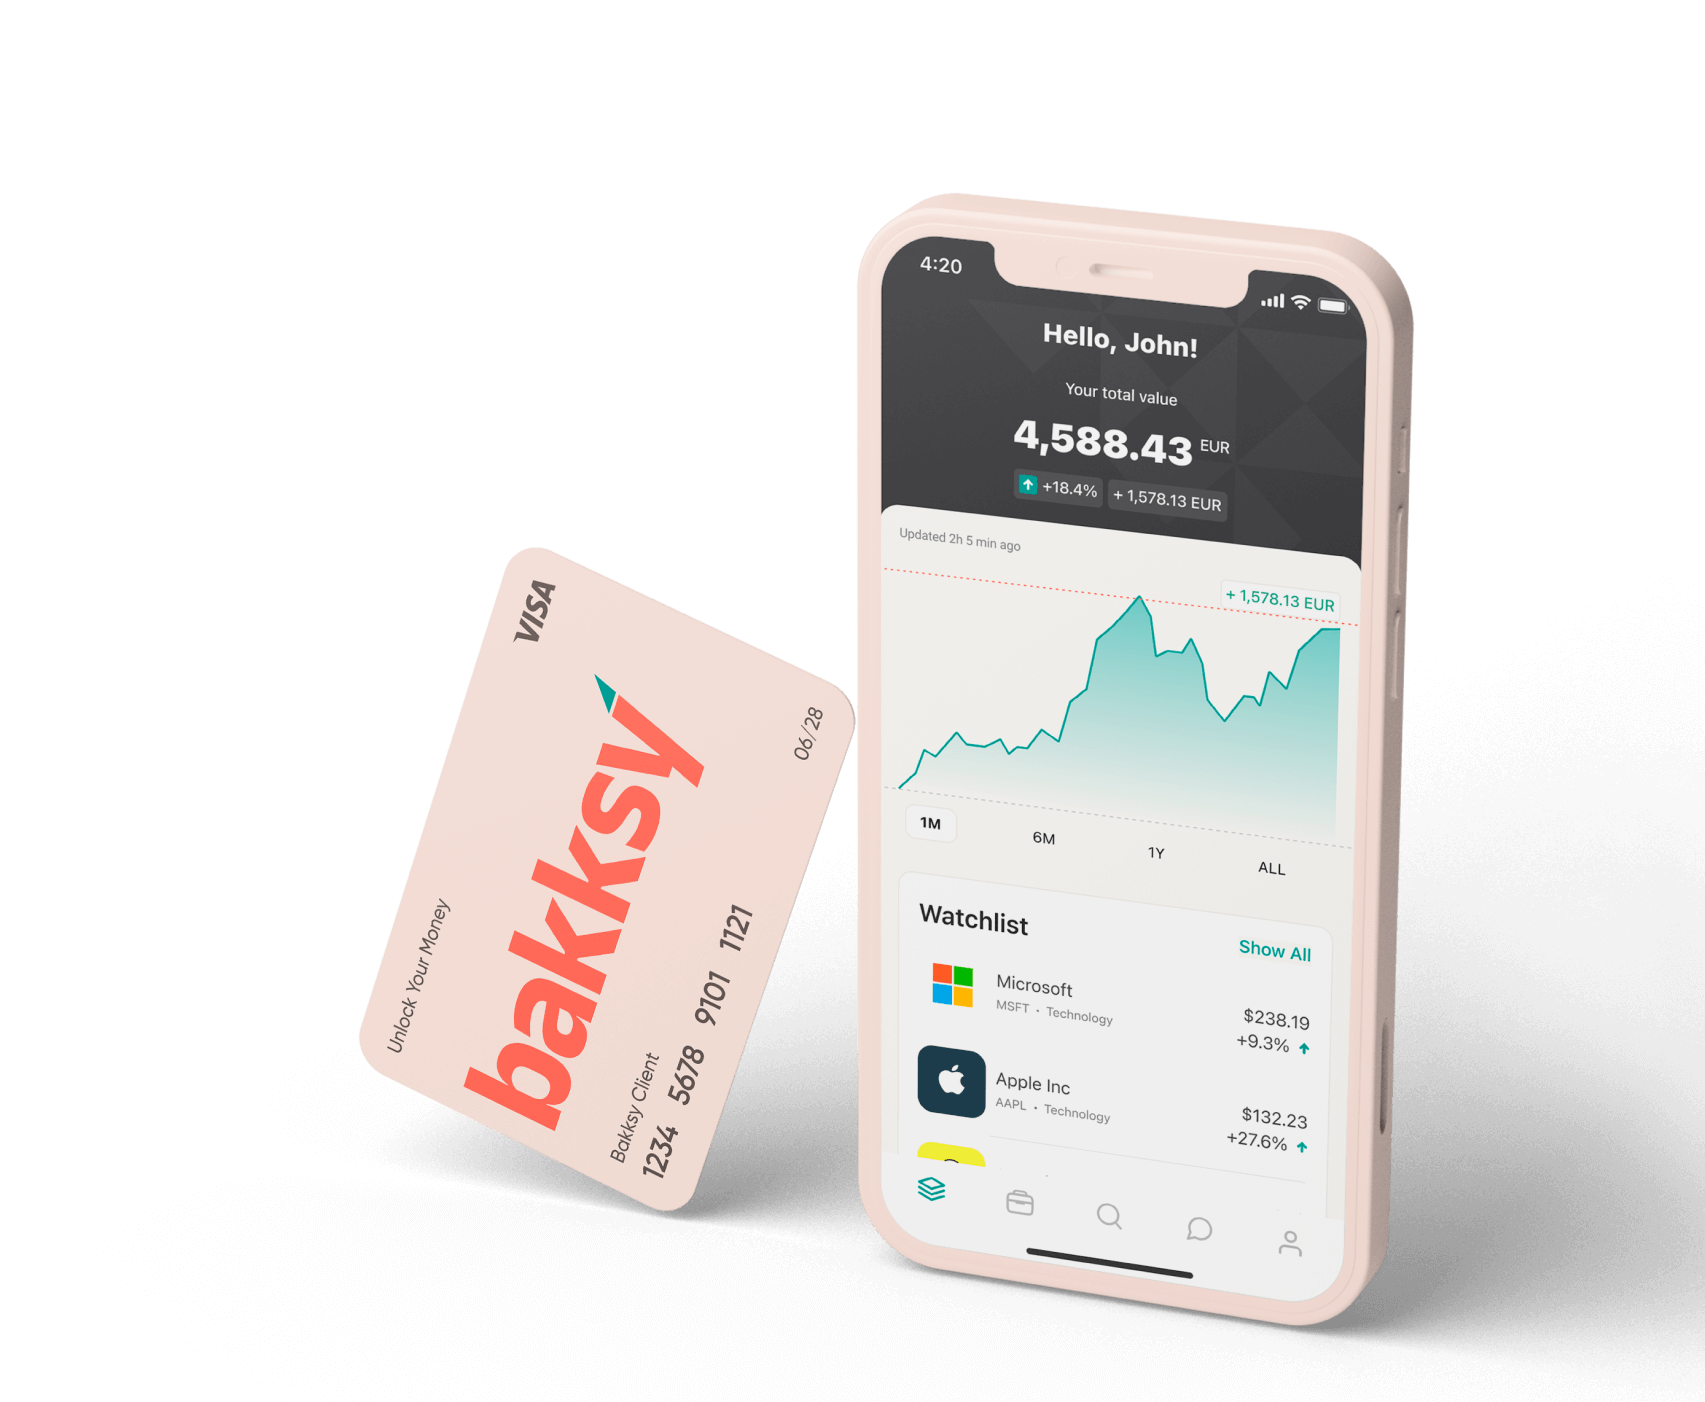 VISA
bakksy
06/28
Unlock Your Money
Bakksy Client
1234 5678 9101 1121
4:20
Hello, John!
Your total value
4,588.43 EUR
+18.4% + 1,578.13 EUR
Updated 2h 5 min ago
+ 1,578.13 EUR
1M 6M 1Y ALL
Watchlist
Show All
Microsoft
MSFT • Technology
$238.19
+9.3%
Apple Inc
AAPL • Technology
$132.23
+27.6%